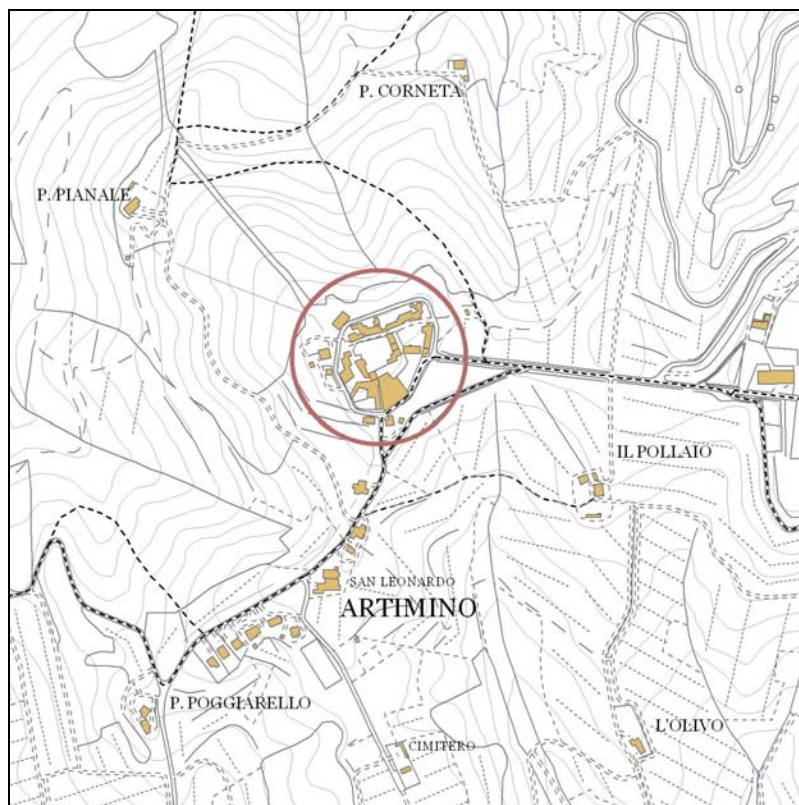 P. CORNETA
P. PIANALE
IL POLLAIO
SAN LEONARDO
ARTIMINO
P. POGGIARELLO
L'OLIVO
CIMITERO